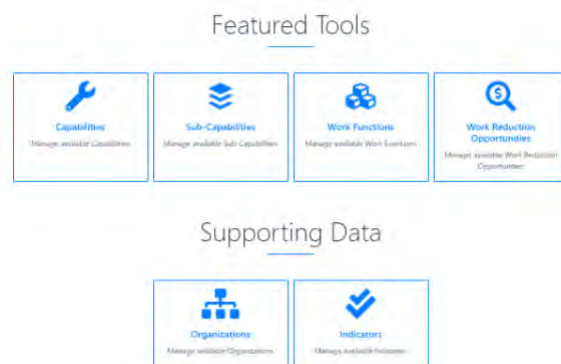 Featured Tools
Capabilities
Manage available Capabilities
Sub-Capabilities
Manage available Sub-Capabilities
Work Functions
Manage available Work Functions
Work Reduction
Opportunities
Manage available Work Reduction
Opportunities
Supporting Data
Organizations
Manage available Organizations
Indicators
Manage available Indicators